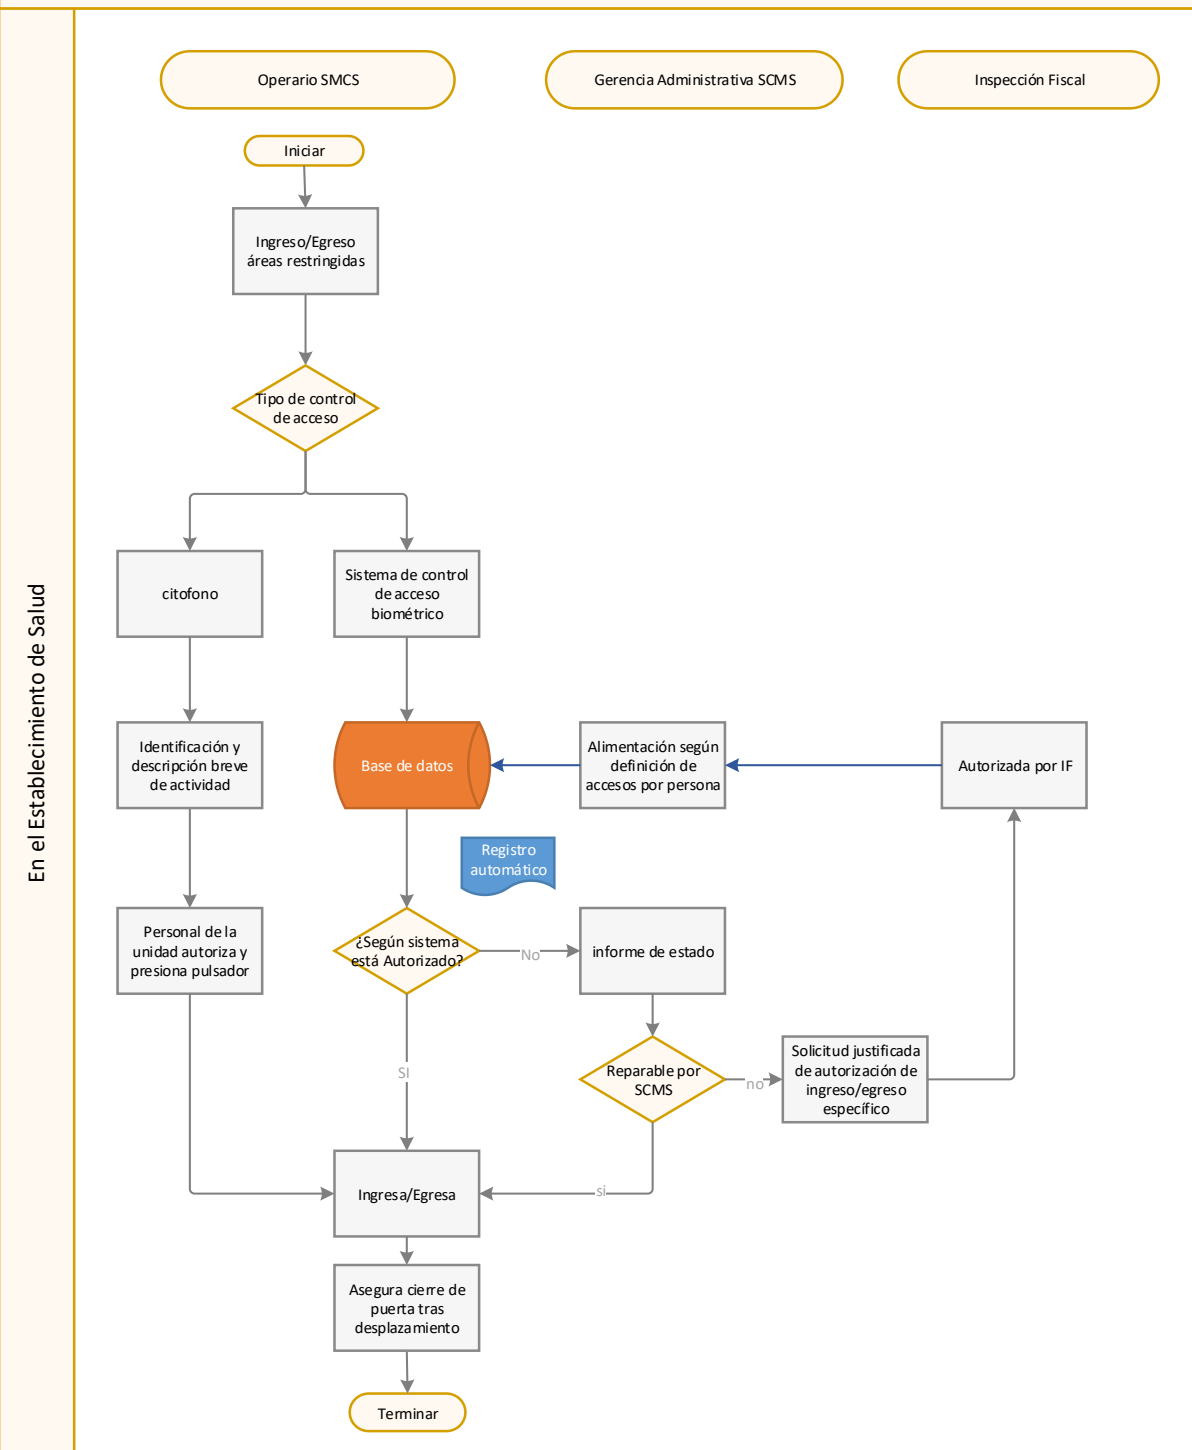 Operario SMCS
Gerencia Administrativa SCMS
Inspección Fiscal
Iniciar
Ingreso/Egreso
áreas restringidas
Tipo de control
de acceso
citofono
Sistema de control
de acceso
biométrico
En el Establecimiento de Salud
Identificación y
descripción breve
de actividad
Base de datos
Alimentación según
definición de
accesos por persona
Autorizada por IF
Registro
automático
Personal de la
unidad autoriza y
presiona pulsador
¿Según sistema
está Autorizado?
No
informe de estado
SI
Reparable por
SCMS
no
Solicitud justificada
de autorización de
ingreso/egreso
específico
Ingresa/Egresa
si
Asegura cierre de
puerta tras
desplazamiento
Terminar